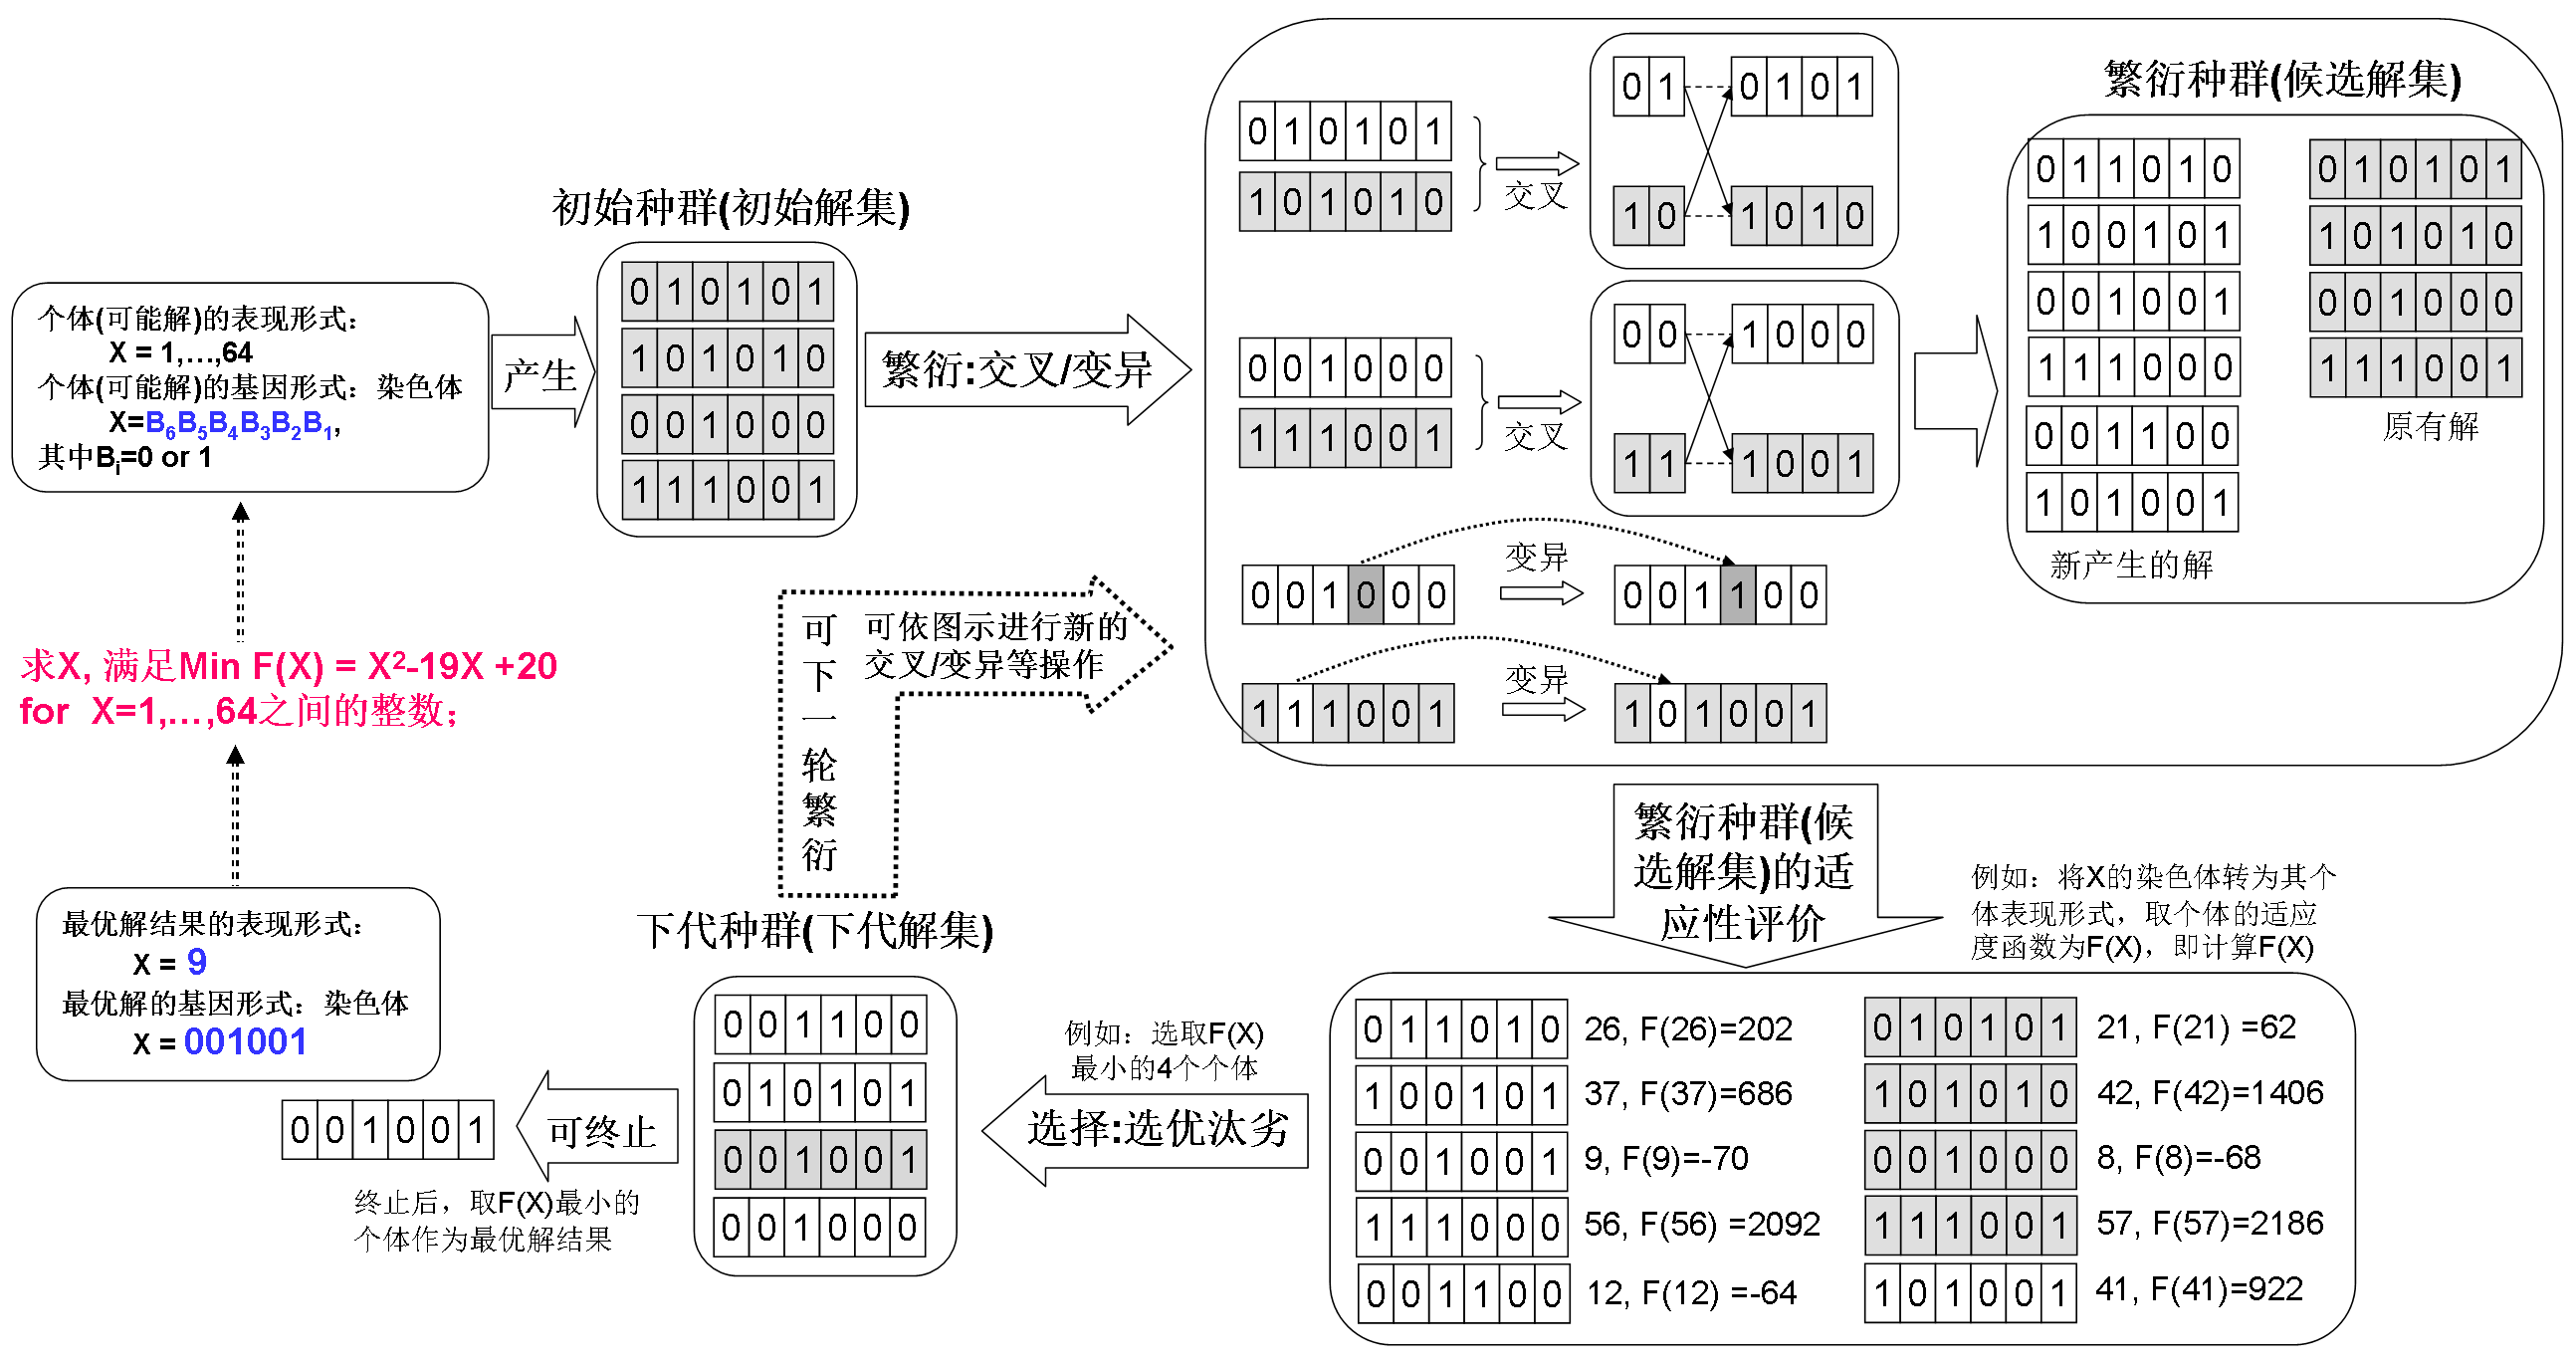 个体(可能解)的表现形式：
X = 1,…,64
个体(可能解)的基因形式：染色体
X=B6B5B4B3B2B1,
其中Bi=0 or 1
产生
初始种群(初始解集)
0 1 0 1 0 1
1 0 1 0 1 0
0 0 1 0 0 0
1 1 1 0 0 1
繁衍:交叉/变异
0 1 0 1 0 1
1 0 1 0 1 0
交叉
0 1 0 1 0 1
1 0 1 0 1 0
0 0 1 0 0 0
1 1 1 0 0 1
交叉
0 0 1 0 0 0
1 1 1 0 0 1
0 0 1 0 0 0
变异
0 0 1 1 0 0
1 1 1 0 0 1
变异
1 0 1 0 0 1
繁衍种群(候选解集)
0 1 1 0 1 0
1 0 0 1 0 1
0 0 1 0 0 1
1 1 1 0 0 0
0 0 1 1 0 0
1 0 1 0 0 1
新产生的解
0 1 0 1 0 1
1 0 1 0 1 0
0 0 1 0 0 0
1 1 1 0 0 1
原有解
繁衍种群(候
选解集)的适
应性评价
例如：将X的染色体转为其个
体表现形式，取个体的适应
度函数为F(X)，即计算F(X)
0 1 1 0 1 0 26, F(26)=202
1 0 0 1 0 1 37, F(37)=686
0 0 1 0 0 1 9, F(9)=-70
1 1 1 0 0 0 56, F(56) =2092
0 0 1 1 0 0 12, F(12) =-64
0 1 0 1 0 1 21, F(21) =62
1 0 1 0 1 0 42, F(42)=1406
0 0 1 0 0 0 8, F(8)=-68
1 1 1 0 0 1 57, F(57)=2186
1 0 1 0 0 1 41, F(41)=922
例如：选取F(X)
最小的4个个体
选择:选优汰劣
下代种群(下代解集)
0 0 1 1 0 0
0 1 0 1 0 1
0 0 1 0 0 1
0 0 1 0 0 0
可下一轮繁衍
可依图示进行新的
交叉/变异等操作
可终止
终止后，取F(X)最小的
个体作为最优解结果
0 0 1 0 0 1
最优解结果的表现形式：
X = 9
最优解的基因形式：染色体
X = 001001
求X, 满足Min F(X) = X²-19X +20
for X=1,…,64之间的整数；